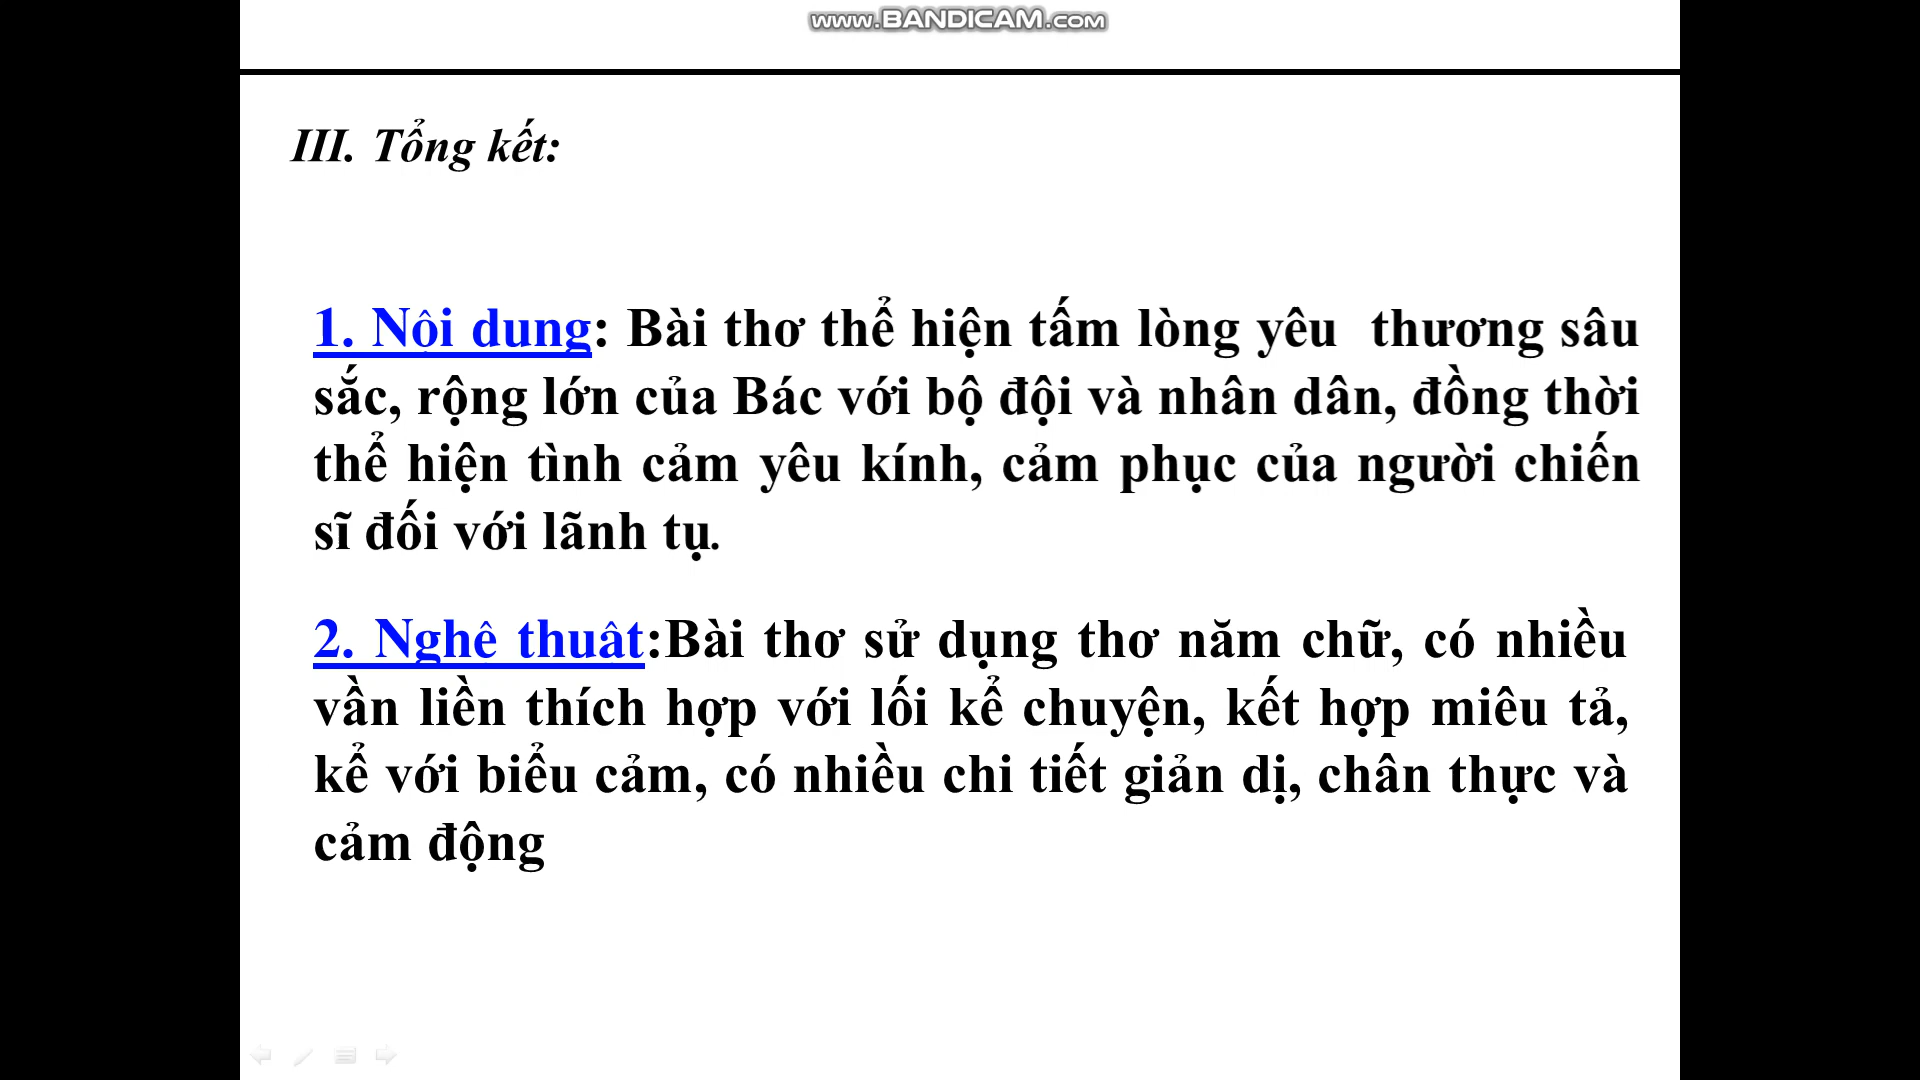 www.BANDICAM.com
III. Tổng kết:
1. Nội dung: Bài thơ thể hiện tấm lòng yêu thương sâu
sắc, rộng lớn của Bác với bộ đội và nhân dân, đồng thời
thể hiện tình cảm yêu kính, cảm phục của người chiến
sĩ đối với lãnh tụ.
2. Nghệ thuật:Bài thơ sử dụng thơ năm chữ, có nhiều
vần liền thích hợp với lối kể chuyện, kết hợp miêu tả,
kể với biểu cảm, có nhiều chi tiết giản dị, chân thực và
cảm động